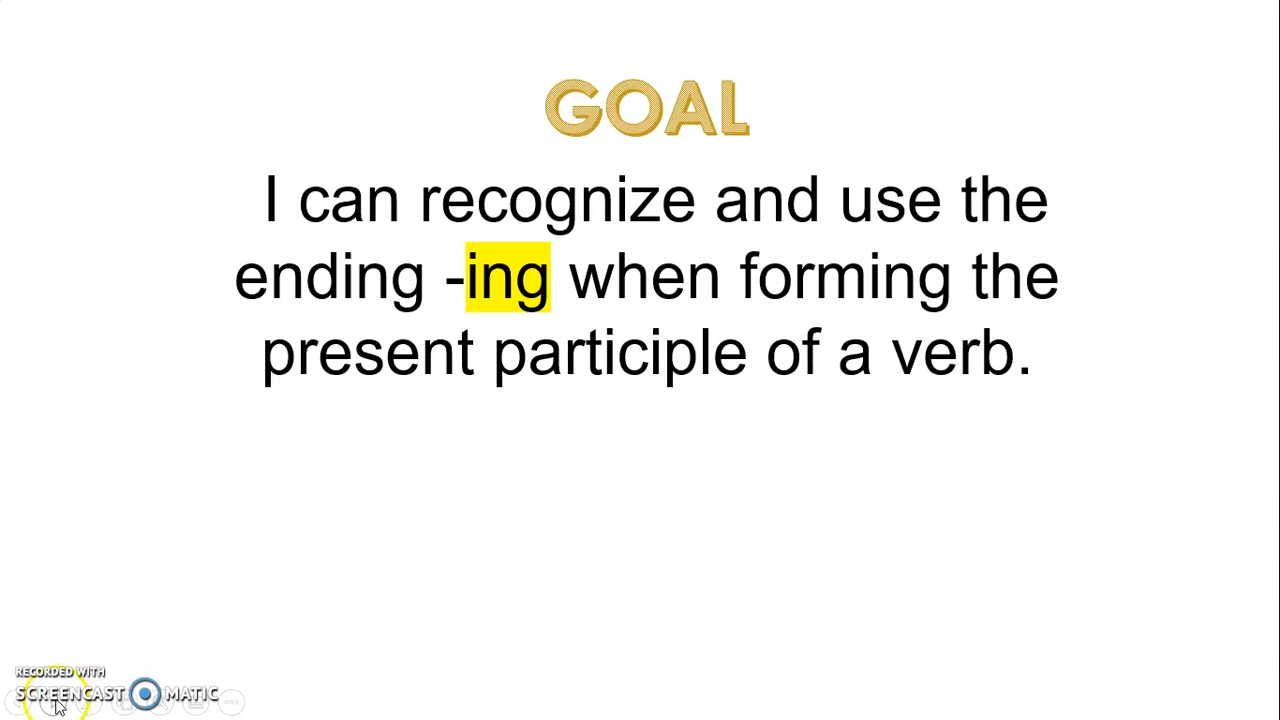 GOAL
I can recognize and use the
ending -ing when forming the
present participle of a verb.
RECORDED WITH
SCREENCAST MATIC